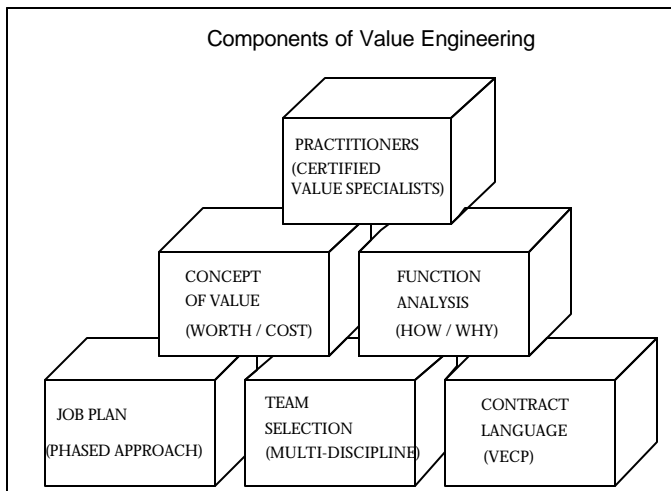 Components of Value Engineering
PRACTITIONERS
(CERTIFIED
VALUE SPECIALISTS)
CONCEPT
OF VALUE
(WORTH / COST)
FUNCTION
ANALYSIS
(HOW / WHY)
JOB PLAN
(PHASED APPROACH)
TEAM
SELECTION
(MULTI-DISCIPLINE)
CONTRACT
LANGUAGE
(VECP)